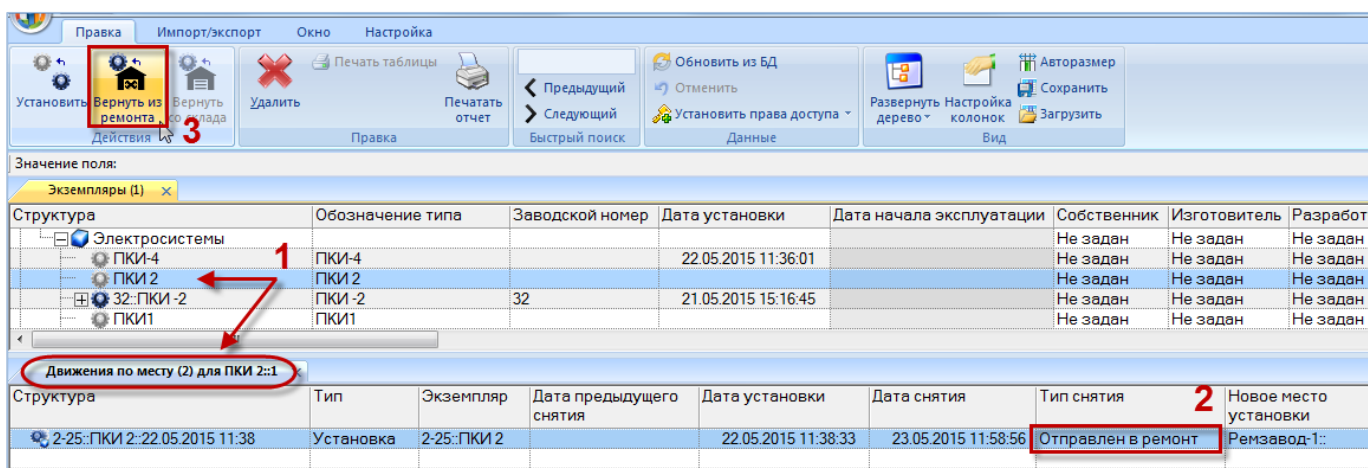 Правка Импорт/экспорт Окно Настройка
Установить Вернуть из ремонта Вернуть со склада
Действия
3
Удалить Печать таблицы Печатать отчет
Правка
Предыдущий
Следующий
Быстрый поиск
Обновить из БД
Отменить
Установить права доступа
Данные
Развернуть дерево Настройка колонок Авторазмер
Сохранить
Загрузить
Вид
Значение поля:
Экземпляры (1)
Структура Обозначение типа Заводской номер Дата установки Дата начала эксплуатации Собственник Изготовитель Разработ
Электросистемы Не задан Не задан Не задан
1
ПКИ-4 ПКИ-4 22.05.2015 11:36:01 Не задан Не задан Не задан
ПКИ 2 ПКИ 2 Не задан Не задан Не задан
32::ПКИ -2 ПКИ -2 32 21.05.2015 15:16:45 Не задан Не задан Не задан
ПКИ1 ПКИ1 Не задан Не задан Не задан
Движения по месту (2) для ПКИ 2::1
Структура Тип Экземпляр Дата предыдущего снятия Дата установки Дата снятия Тип снятия 2 Новое место установки
2-25::ПКИ 2::22.05.2015 11:38 Установка 2-25::ПКИ 2 22.05.2015 11:38:33 23.05.2015 11:58:56 Отправлен в ремонт Ремзавод-1::